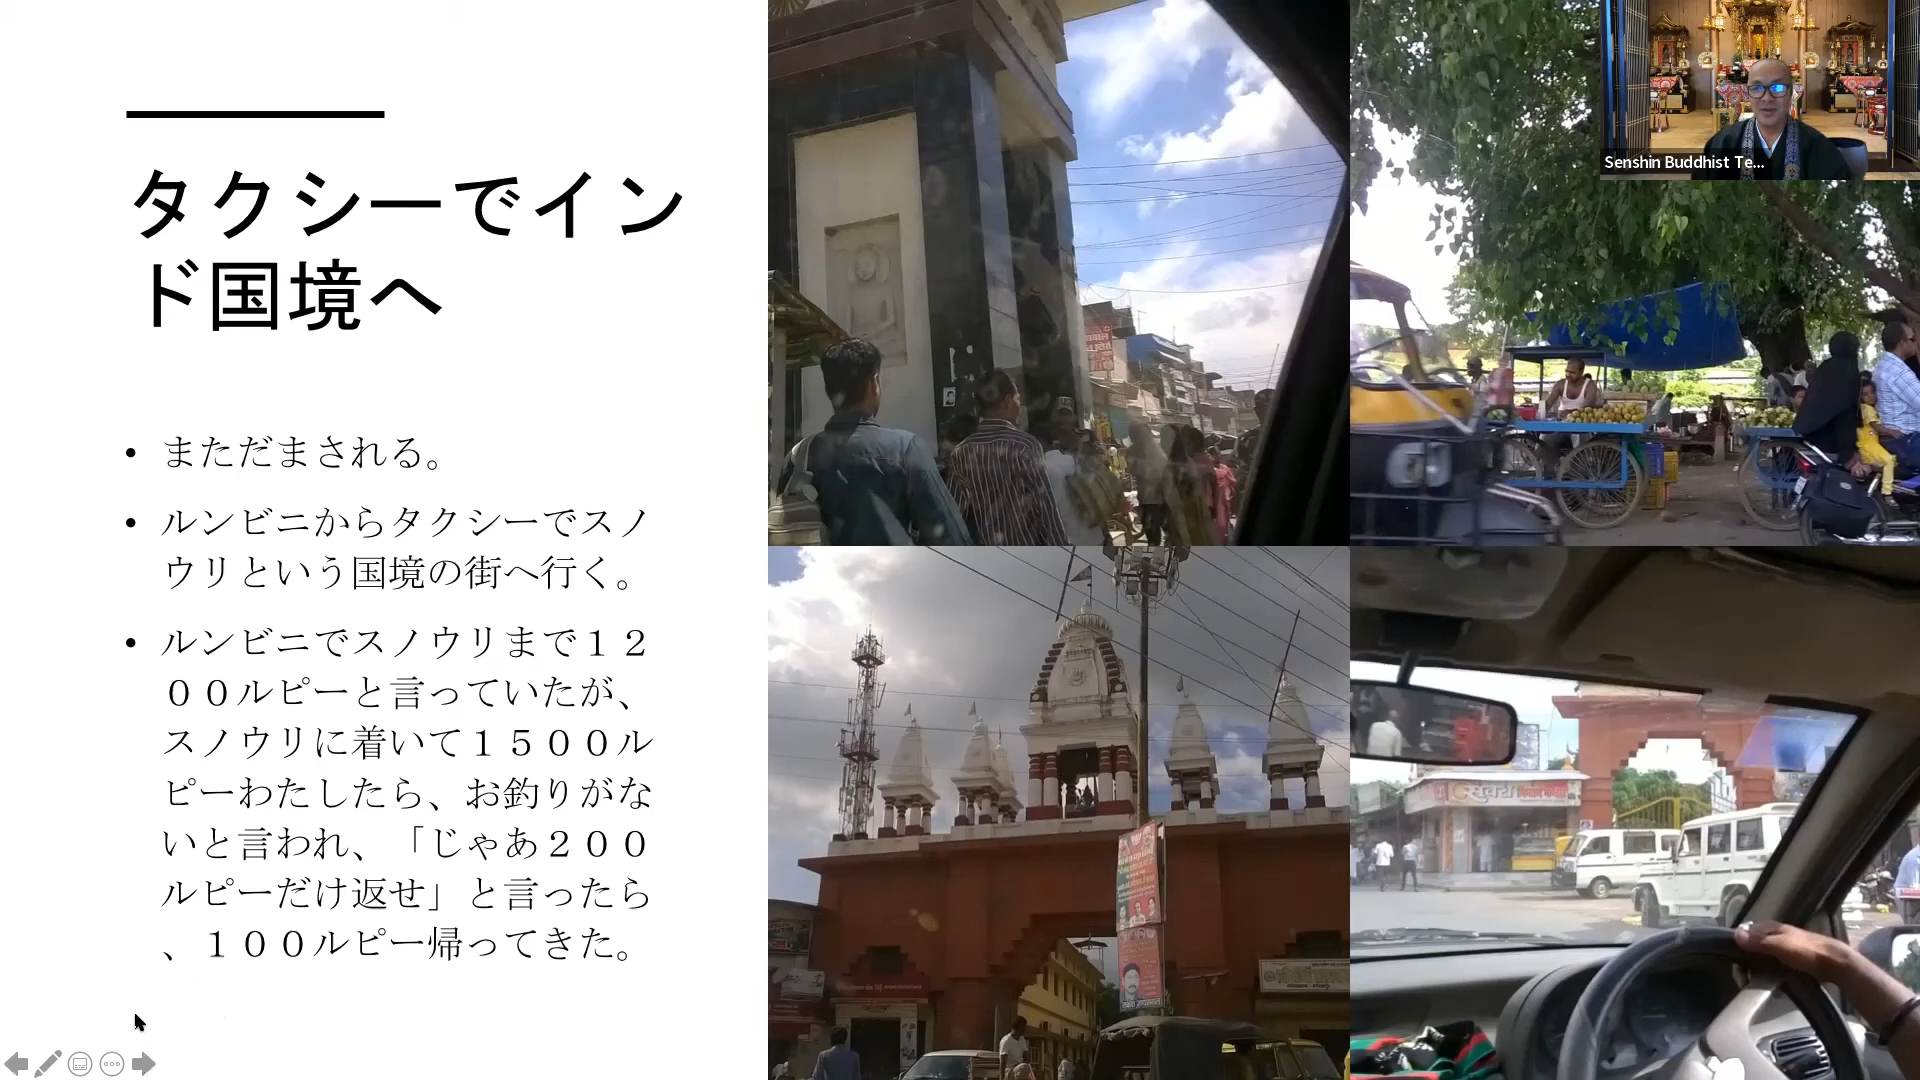 タクシーでイン
ド国境へ
• まただまされる。
• ルンビニからタクシーでスノ
ウリという国境の街へ行く。
• ルンビニでスノウリまで１２
００ルピーと言っていたが、
スノウリに着いて１５００ル
ピーわたしたら、お釣りがな
いと言われ、「じゃあ２００
ルピーだけ返せ」と言ったら
、１００ルピー帰ってきた。
Senshin Buddhist Te...